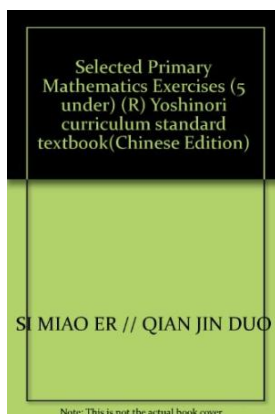 Selected Primary
Mathematics Exercises (5
under) (R) Yoshinori
curriculum standard
textbook(Chinese Edition)
SI MIAO ER // QIAN JIN DUO
Note: This is not the actual book cover